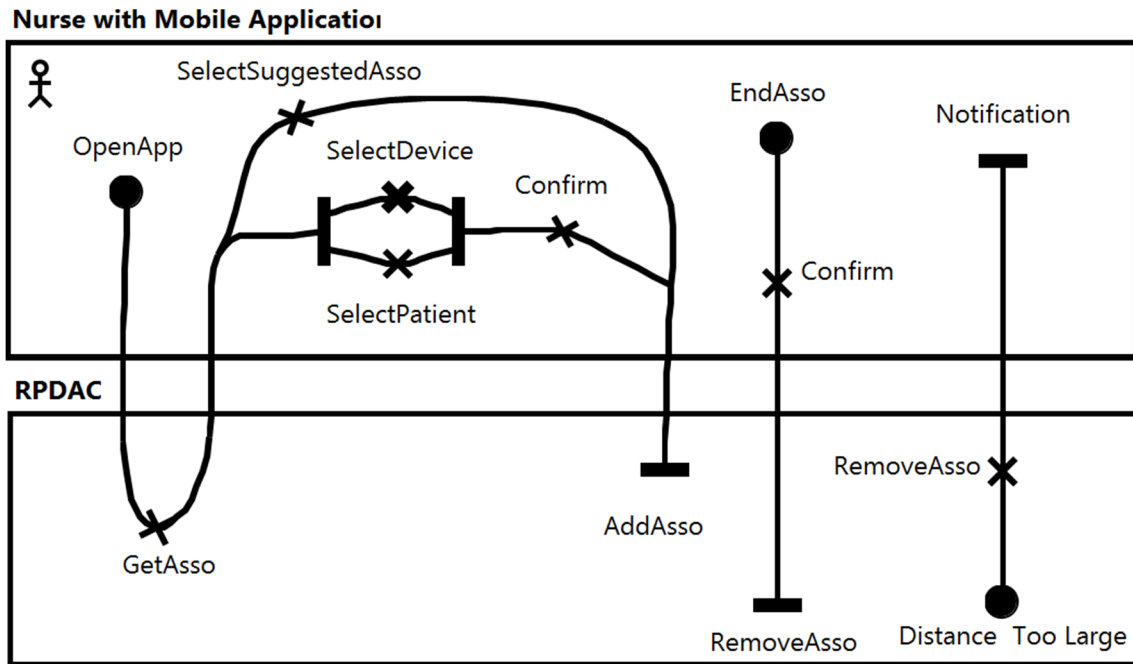 Nurse with Mobile Application
SelectSuggestedAsso
EndAsso
Notification
OpenApp
SelectDevice
Confirm
Confirm
SelectPatient
RPDAC
RemoveAsso
AddAsso
GetAsso
RemoveAsso
Distance Too Large